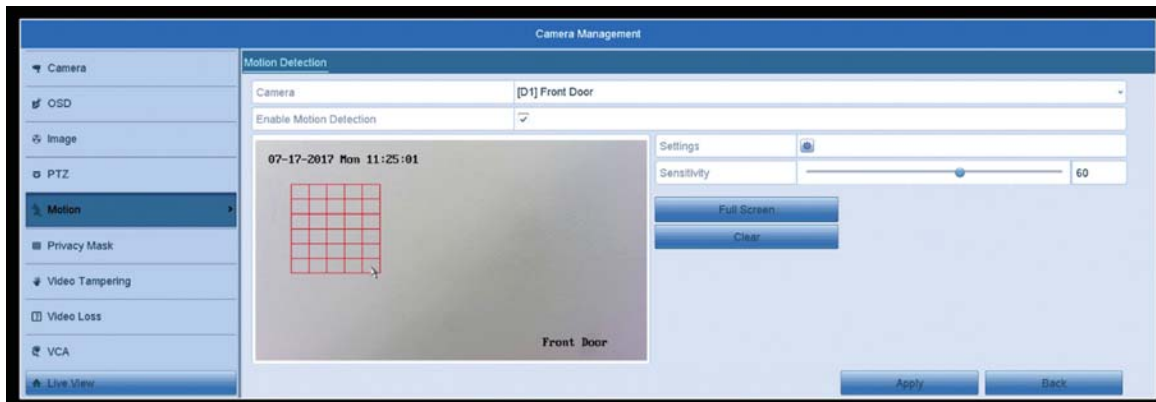 Camera Management
Camera
OSD
Image
PTZ
Motion
Privacy Mask
Video Tampering
Video Loss
VCA
Live View
Motion Detection
Camera [D1] Front Door
Enable Motion Detection
07-17-2017 Mon 11:25:01
Front Door
Settings
Sensitivity 60
Full Screen
Clear
Apply Back